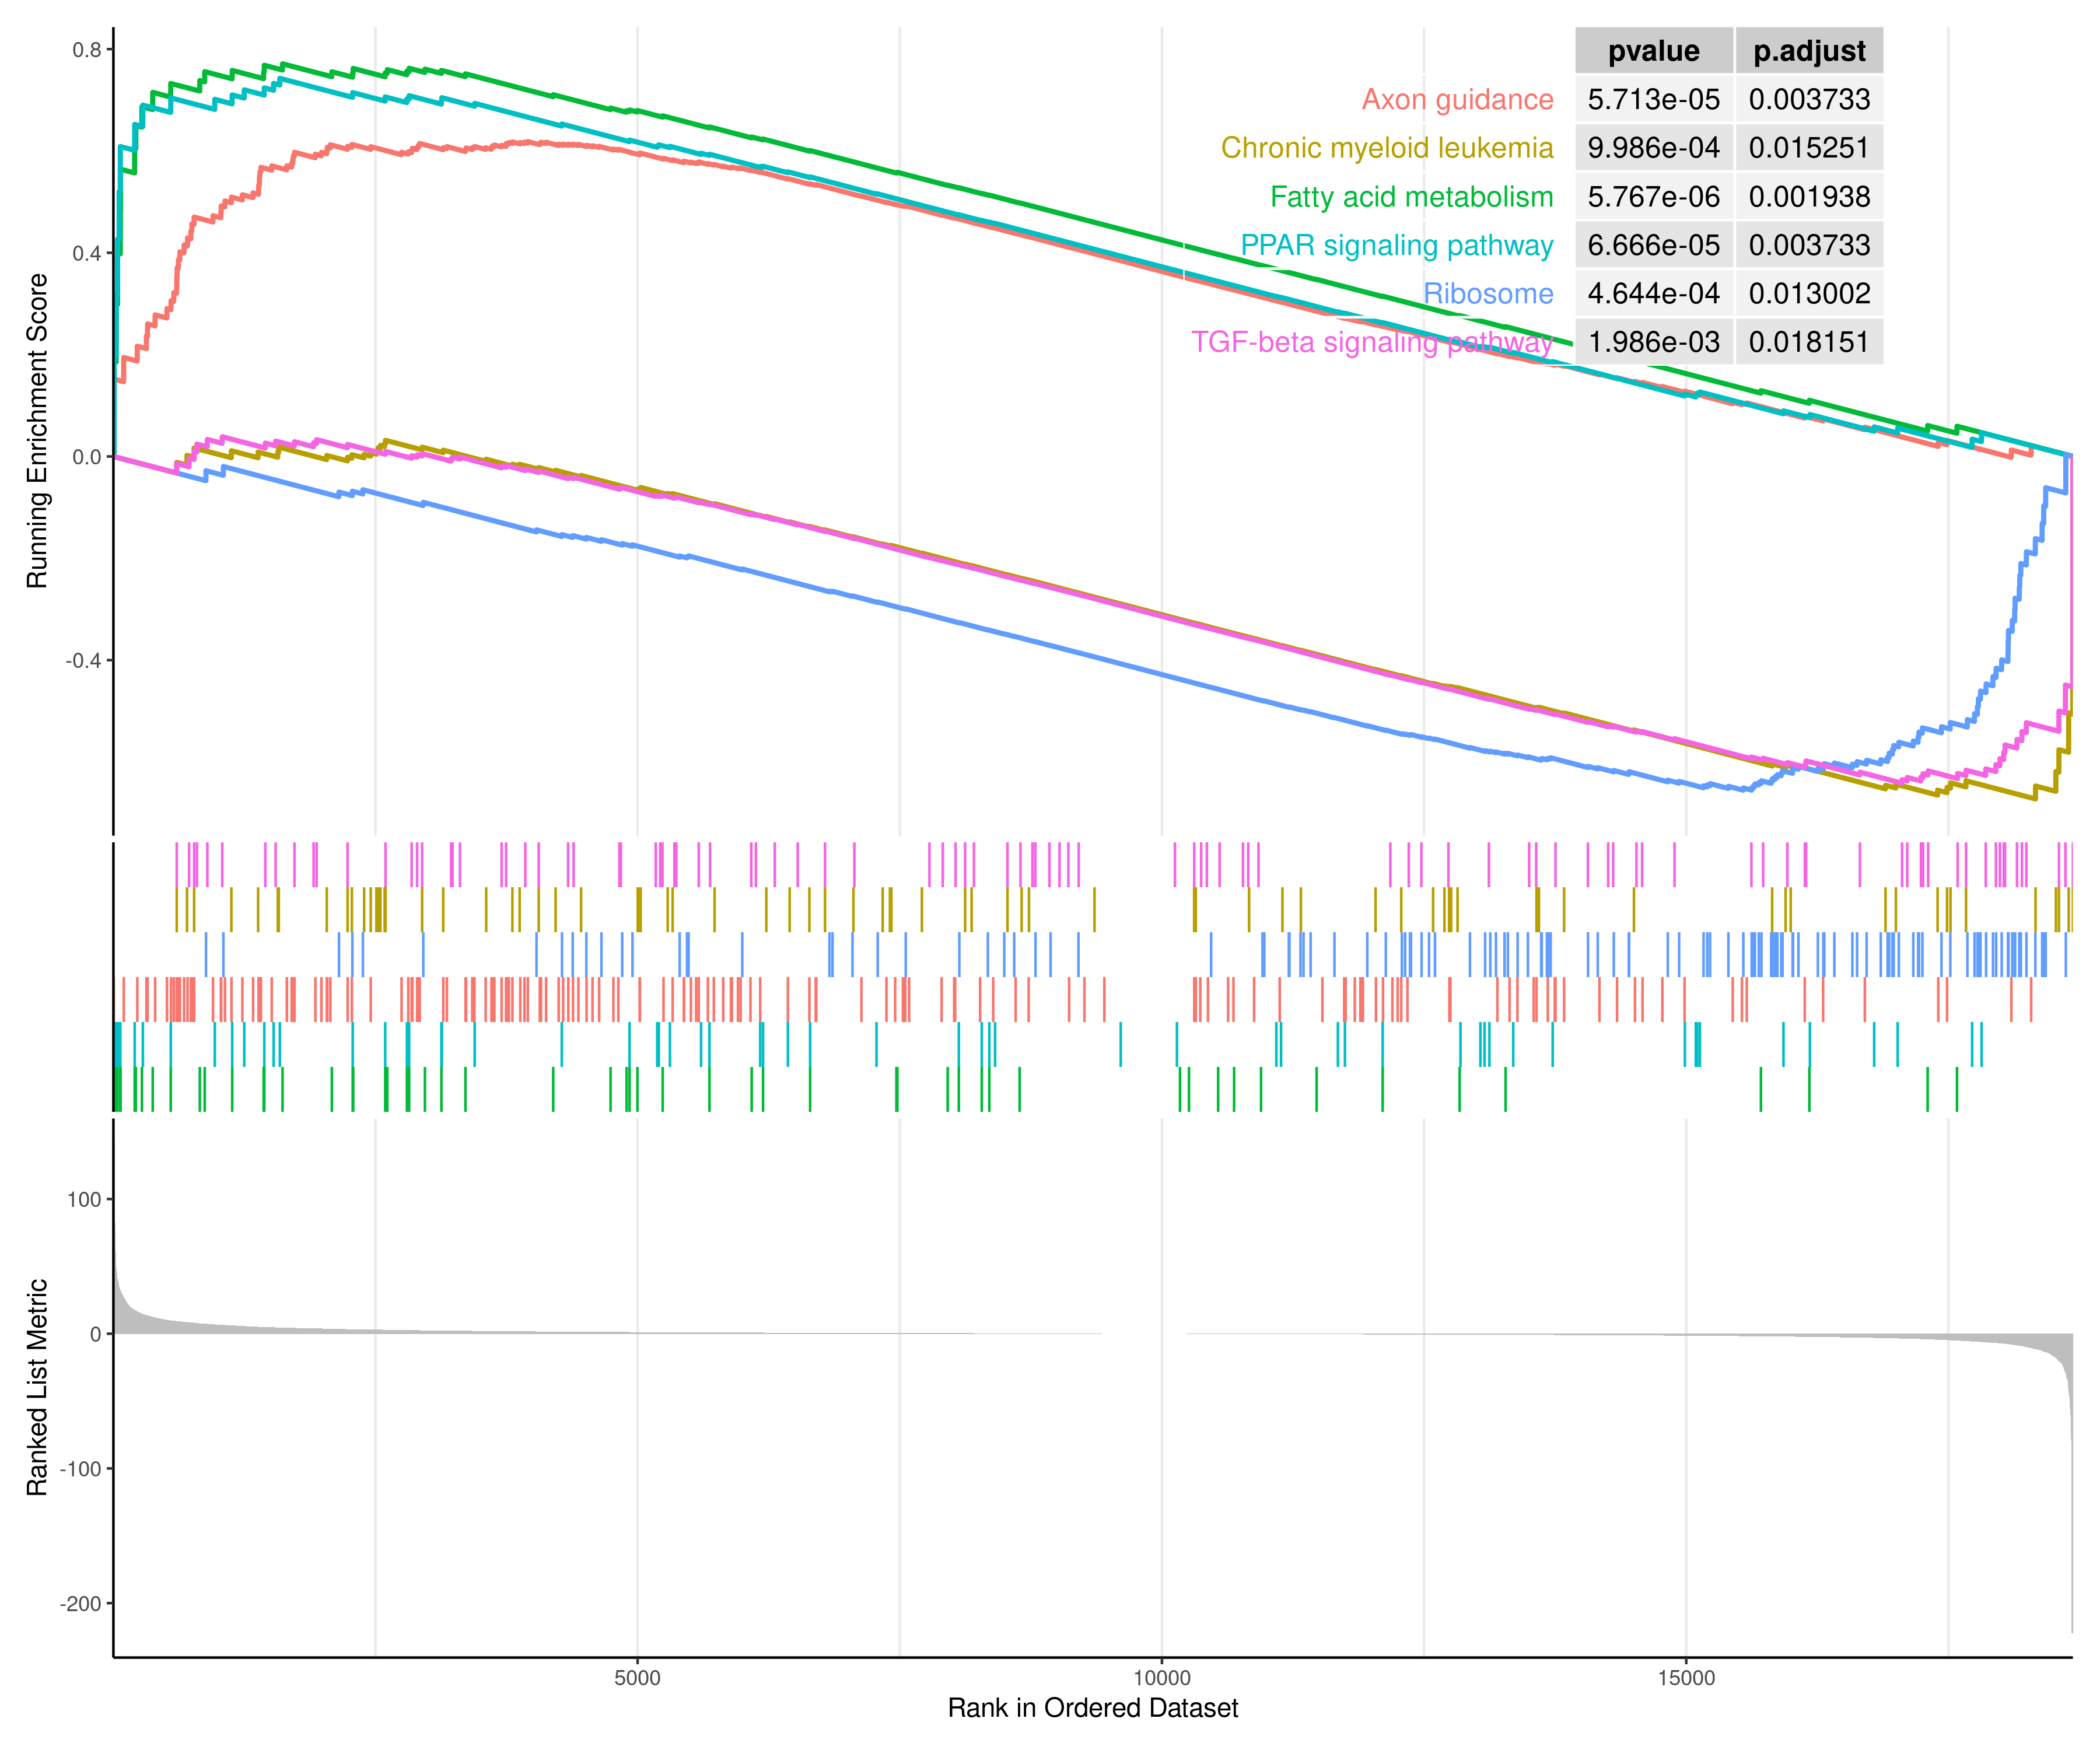 pvalue p.adjust
Axon guidance 5.713e-05 0.003733
Chronic myeloid leukemia 9.986e-04 0.015251
Fatty acid metabolism 5.767e-06 0.001938
PPAR signaling pathway 6.666e-05 0.003733
Ribosome 4.644e-04 0.013002
TGF-beta signaling pathway 1.986e-03 0.018151
Running Enrichment Score
0.8
0.4
0.0
-0.4
Ranked List Metric
100
0
-100
-200
5000 10000 15000
Rank in Ordered Dataset